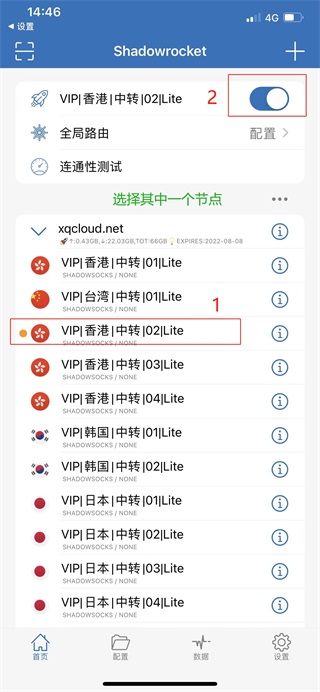 14:46
4G
◀ 设置
Shadowrocket
VIP|香港|中转|02|Lite
2
全局路由
配置
连通性测试
选择其中一个节点
xqcloud.net
🚀↑:0.43GB,↓:22.03GB,TOT:66GB💡EXPIRES:2022-08-08
VIP|香港|中转|01|Lite
SHADOWSOCKS / NONE
VIP|台湾|中转|01|Lite
SHADOWSOCKS / NONE
1
VIP|香港|中转|02|Lite
SHADOWSOCKS / NONE
VIP|香港|中转|03|Lite
SHADOWSOCKS / NONE
VIP|香港|中转|04|Lite
SHADOWSOCKS / NONE
VIP|韩国|中转|01|Lite
SHADOWSOCKS / NONE
VIP|韩国|中转|02|Lite
SHADOWSOCKS / NONE
VIP|日本|中转|01|Lite
SHADOWSOCKS / NONE
VIP|日本|中转|02|Lite
SHADOWSOCKS / NONE
VIP|日本|中转|03|Lite
SHADOWSOCKS / NONE
VIP|日本|中转|04|Lite
SHADOWSOCKS / NONE
首页
配置
数据
设置